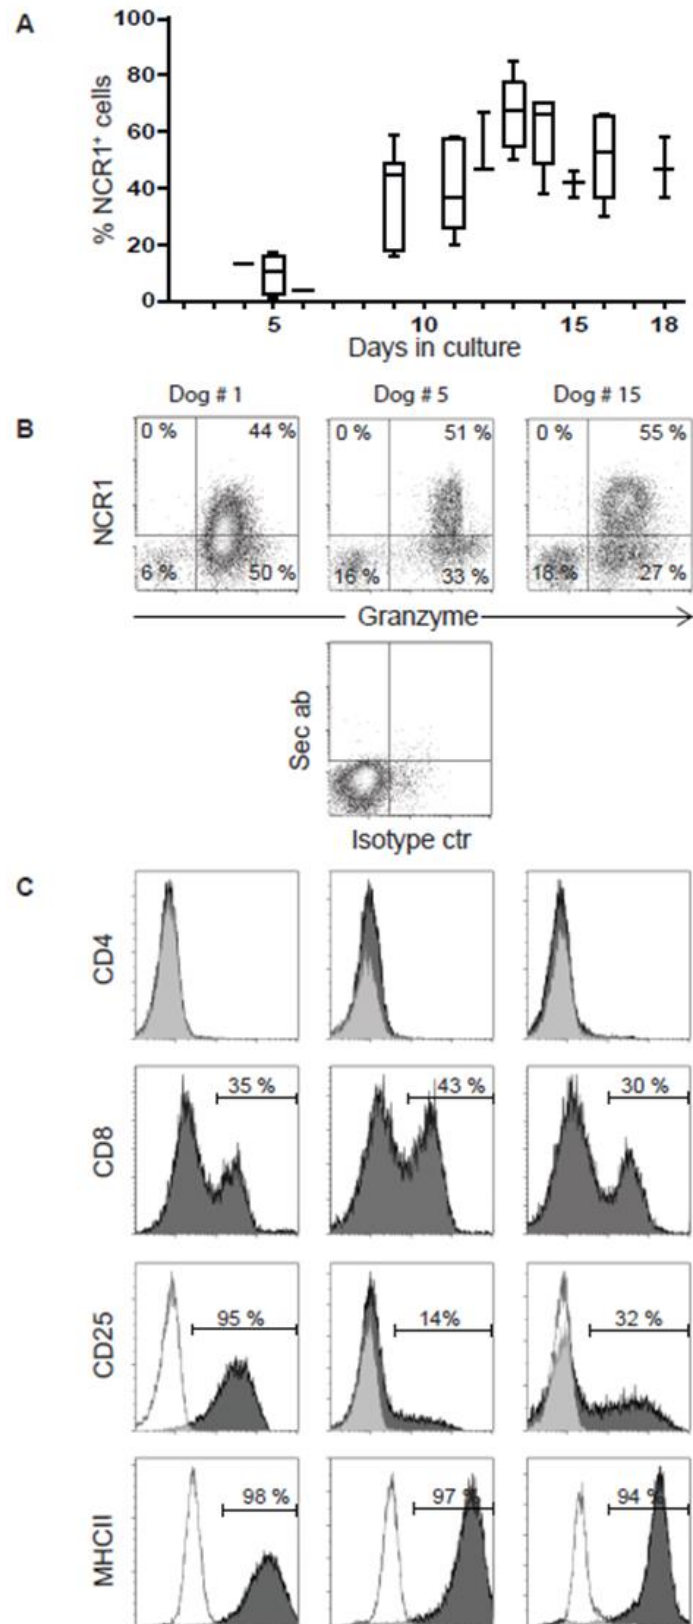 A
100
80
60
40
20
0
% NCR1⁺ cells
5 10 15 18
Days in culture
Dog # 1 Dog # 5 Dog # 15
B
NCR1
0 % 44 % 0 % 51 % 0 % 55 %
6 % 50 % 16 % 33 % 18 % 27 %
Granzyme
Sec ab
Isotype ctr
C
CD4
CD8
35 % 43 % 30 %
CD25
95 % 14% 32 %
MHCII
98 % 97 % 94 %